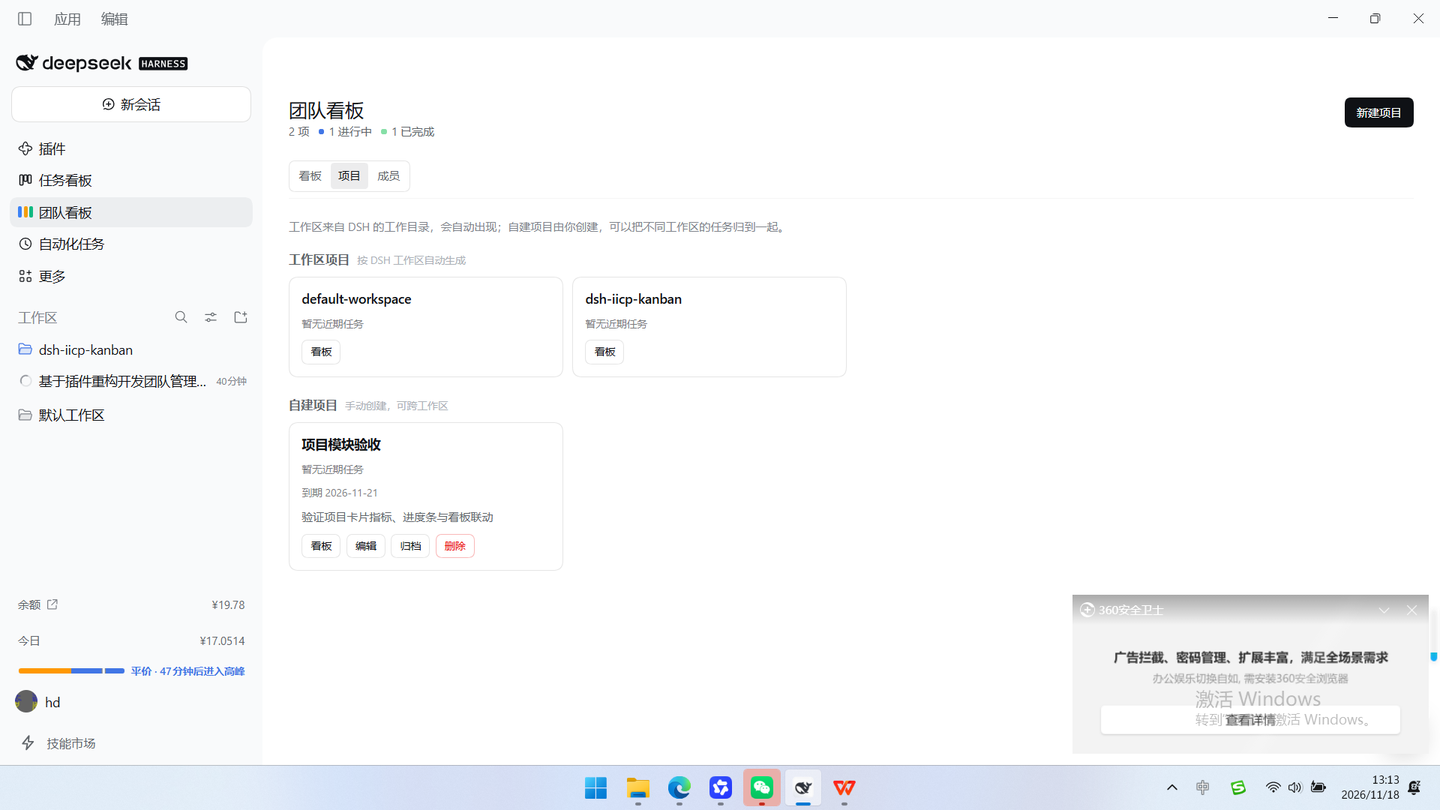 应用 编辑
deepseek HARNESS
新会话
插件
任务看板
团队看板
自动化任务
更多
工作区
dsh-iicp-kanban
基于插件重构开发团队管理... 40分钟
默认工作区
余额 ¥19.78
今日 ¥17.0514
平价 · 47分钟后进入高峰
hd
技能市场
团队看板
新建项目
2 项 1 进行中 1 已完成
看板 项目 成员
工作区来自 DSH 的工作目录，会自动出现；自建项目由你创建，可以把不同工作区的任务归到一起。
工作区项目 按 DSH 工作区自动生成
default-workspace
暂无近期任务
看板
dsh-iicp-kanban
暂无近期任务
看板
自建项目 手动创建，可跨工作区
项目模块验收
暂无近期任务
到期 2026-11-21
验证项目卡片指标、进度条与看板联动
看板 编辑 归档 删除
360安全卫士
广告拦截、密码管理、扩展丰富，满足全场景需求
办公娱乐切换自如, 需安装360安全浏览器
激活 Windows
查看详情
转到 激活 Windows。
中
13:13
2026/11/18